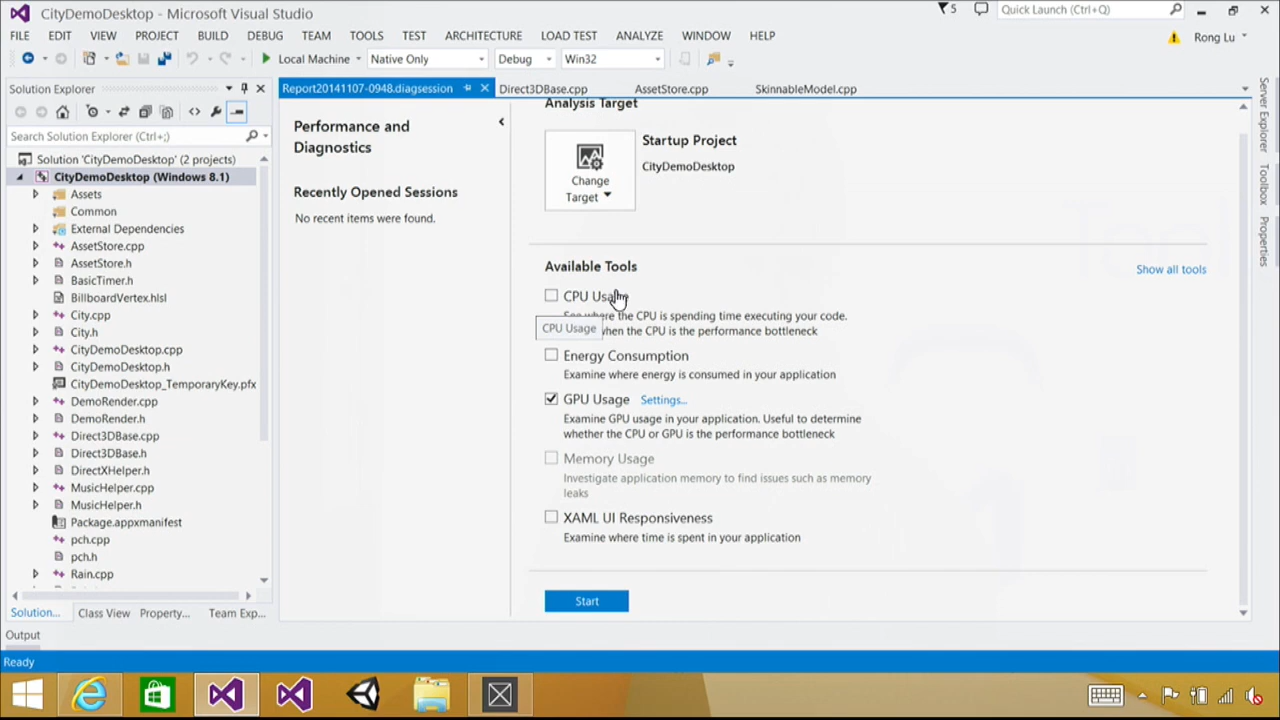 CityDemoDesktop - Microsoft Visual Studio
5
Quick Launch (Ctrl+Q)
FILE EDIT VIEW PROJECT BUILD DEBUG TEAM TOOLS TEST ARCHITECTURE LOAD TEST ANALYZE WINDOW HELP
Rong Lu
Local Machine Native Only Debug Win32
Solution Explorer
Search Solution Explorer (Ctrl+;)
Solution 'CityDemoDesktop' (2 projects)
CityDemoDesktop (Windows 8.1)
Assets
Common
External Dependencies
AssetStore.cpp
AssetStore.h
BasicTimer.h
BillboardVertex.hlsl
City.cpp
City.h
CityDemoDesktop.cpp
CityDemoDesktop.h
CityDemoDesktop_TemporaryKey.pfx
DemoRender.cpp
DemoRender.h
Direct3DBase.cpp
Direct3DBase.h
DirectXHelper.h
MusicHelper.cpp
MusicHelper.h
Package.appxmanifest
pch.cpp
pch.h
Rain.cpp
Solution... Class View Property... Team Exp...
Output
Ready
Report20141107-0948.diagsession Direct3DBase.cpp AssetStore.cpp SkinnableModel.cpp
Performance and
Diagnostics
Recently Opened Sessions
No recent items were found.
Analysis Target
Change
Target
Startup Project
CityDemoDesktop
Available Tools
Show all tools
CPU Usage
See where the CPU is spending time executing your code.
when the CPU is the performance bottleneck
CPU Usage
Energy Consumption
Examine where energy is consumed in your application
GPU Usage Settings...
Examine GPU usage in your application. Useful to determine
whether the CPU or GPU is the performance bottleneck
Memory Usage
Investigate application memory to find issues such as memory
leaks
XAML UI Responsiveness
Examine where time is spent in your application
Start
Server Explorer
Toolbox
Properties